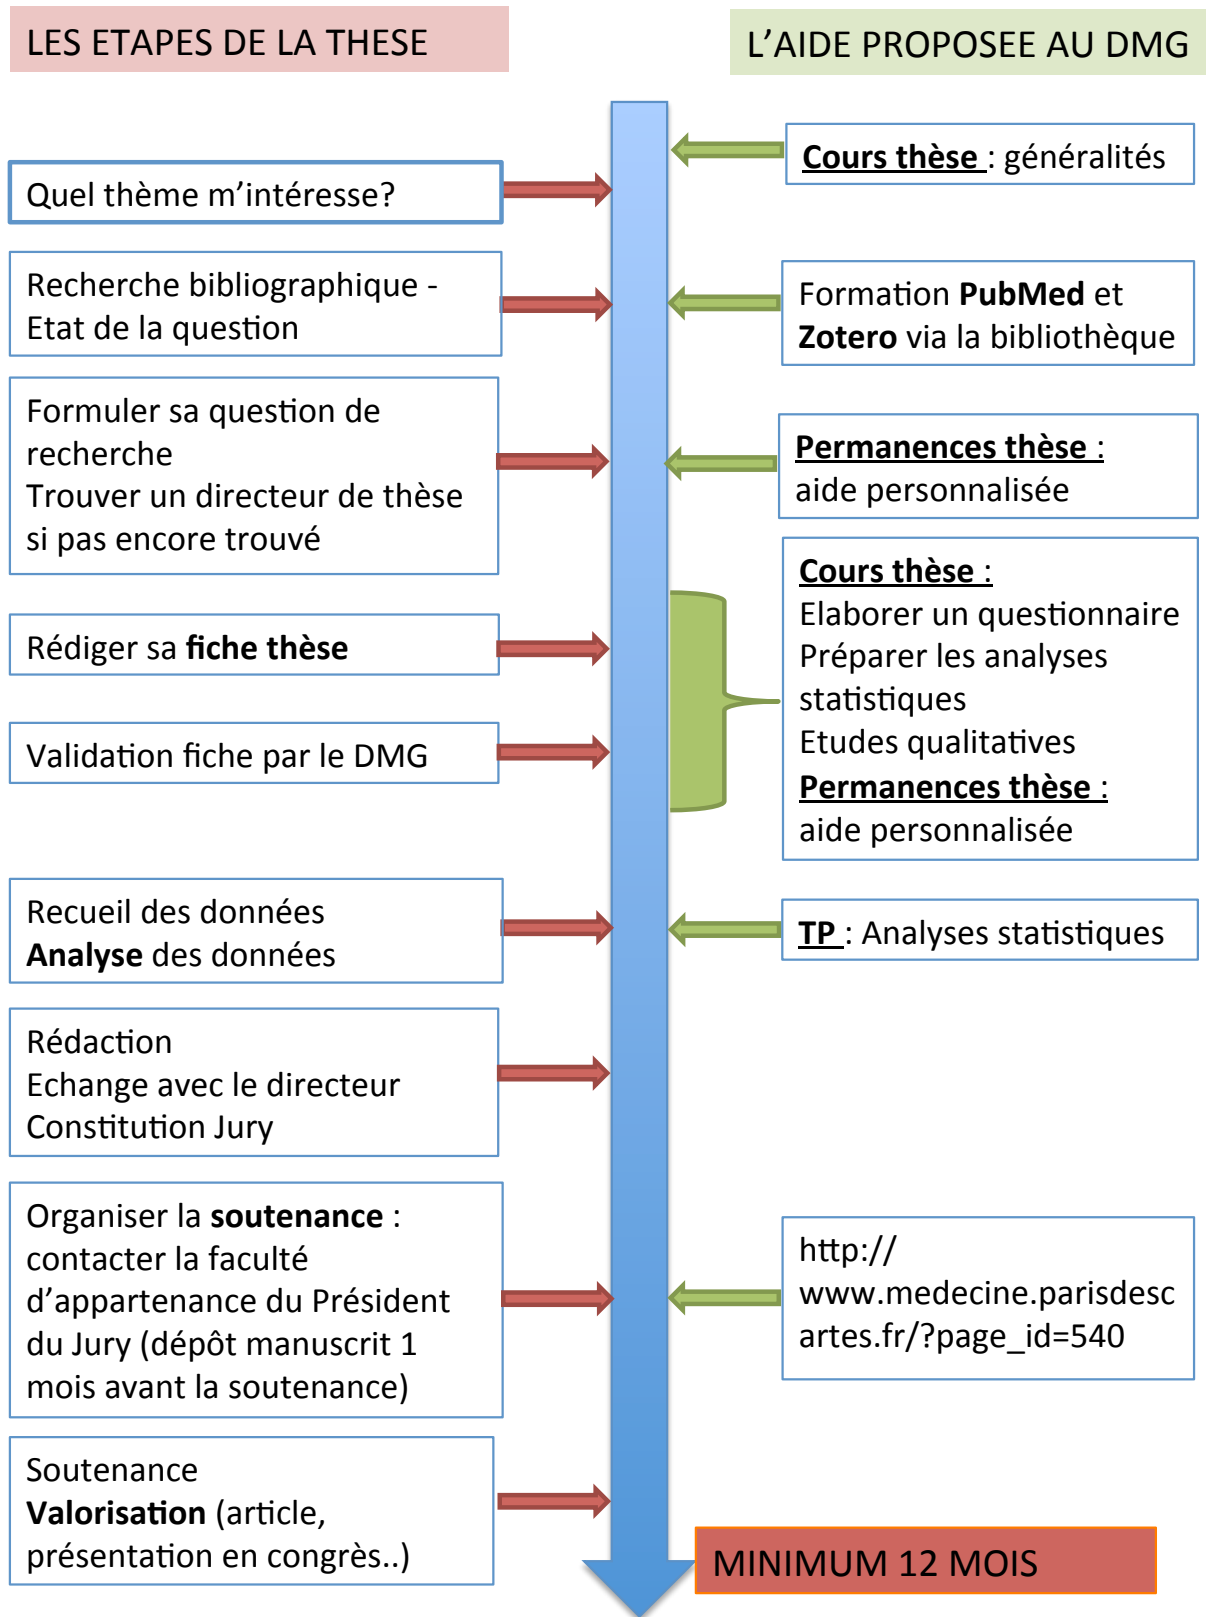 LES ETAPES DE LA THESE
L’AIDE PROPOSEE AU DMG
Cours thèse : généralités
Quel thème m’intéresse?
Recherche bibliographique -
Etat de la question
Formation PubMed et
Zotero via la bibliothèque
Formuler sa question de
recherche
Trouver un directeur de thèse
si pas encore trouvé
Permanences thèse :
aide personnalisée
Rédiger sa fiche thèse
Validation fiche par le DMG
Cours thèse :
Elaborer un questionnaire
Préparer les analyses
statistiques
Etudes qualitatives
Permanences thèse :
aide personnalisée
Recueil des données
Analyse des données
TP : Analyses statistiques
Rédaction
Echange avec le directeur
Constitution Jury
Organiser la soutenance :
contacter la faculté
d’appartenance du Président
du Jury (dépôt manuscrit 1
mois avant la soutenance)
http://
www.medecine.parisdesc
artes.fr/?page_id=540
Soutenance
Valorisation (article,
présentation en congrès..)
MINIMUM 12 MOIS